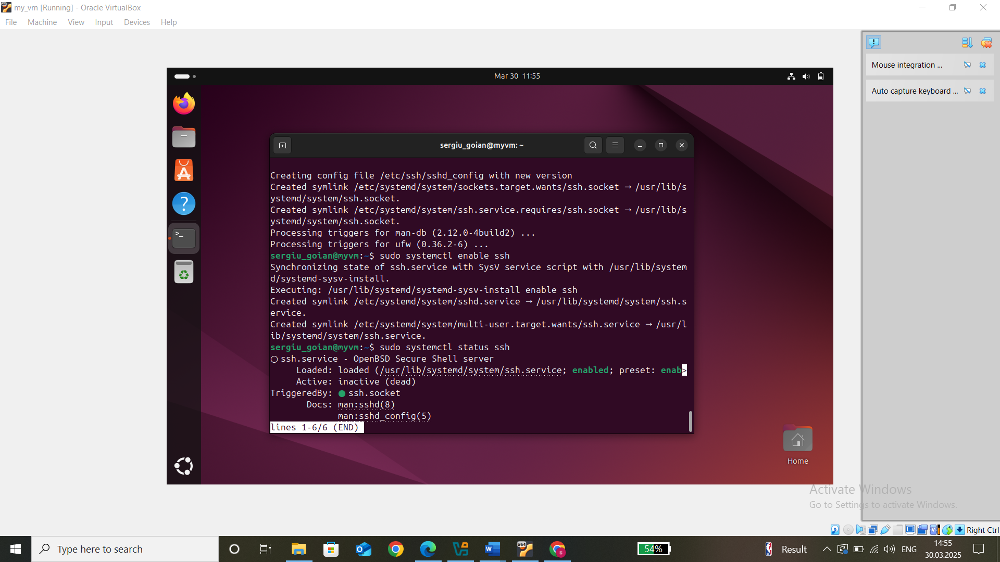 my_vm [Running] - Oracle VirtualBox
File Machine View Input Devices Help
Mouse integration ...
Auto capture keyboard ...
Mar 30 11:55
sergiu_goian@myvm: ~
Creating config file /etc/ssh/sshd_config with new version
Created symlink /etc/systemd/system/sockets.target.wants/ssh.socket → /usr/lib/s
ystemd/system/ssh.socket.
Created symlink /etc/systemd/system/ssh.service.requires/ssh.socket → /usr/lib/s
ystemd/system/ssh.socket.
Processing triggers for man-db (2.12.0-4build2) ...
Processing triggers for ufw (0.36.2-6) ...
sergiu_goian@myvm:~$ sudo systemctl enable ssh
Synchronizing state of ssh.service with SysV service script with /usr/lib/system
d/systemd-sysv-install.
Executing: /usr/lib/systemd/systemd-sysv-install enable ssh
Created symlink /etc/systemd/system/sshd.service → /usr/lib/systemd/system/ssh.s
ervice.
Created symlink /etc/systemd/system/multi-user.target.wants/ssh.service → /usr/l
ib/systemd/system/ssh.service.
sergiu_goian@myvm:~$ sudo systemctl status ssh
○ ssh.service - OpenBSD Secure Shell server
Loaded: loaded (/usr/lib/systemd/system/ssh.service; enabled; preset: enab>
Active: inactive (dead)
TriggeredBy: ● ssh.socket
Docs: man:sshd(8)
man:sshd_config(5)
lines 1-6/6 (END)
Home
Activate Windows
Go to Settings to activate Windows.
Right Ctrl
Type here to search
54%
Result
ENG
14:55
30.03.2025